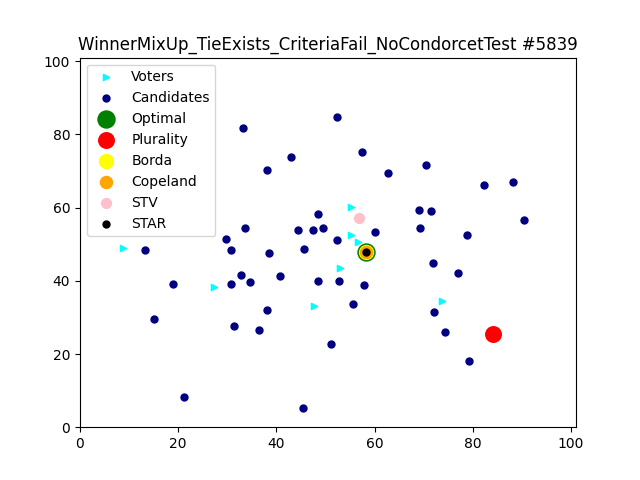 WinnerMixUp_TieExists_CriteriaFail_NoCondorcetTest #5839
100
80
60
40
20
0
Voters
Candidates
Optimal
Plurality
Borda
Copeland
STV
STAR
0 20 40 60 80 100